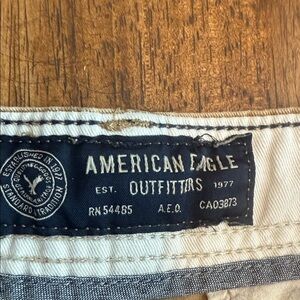 ESTABLISHED IN 1977
STANDARD TRADITION
AMERICAN EAGLE
EST. OUTFITTERS 1977
RN 54485 A.E.O. CA03873